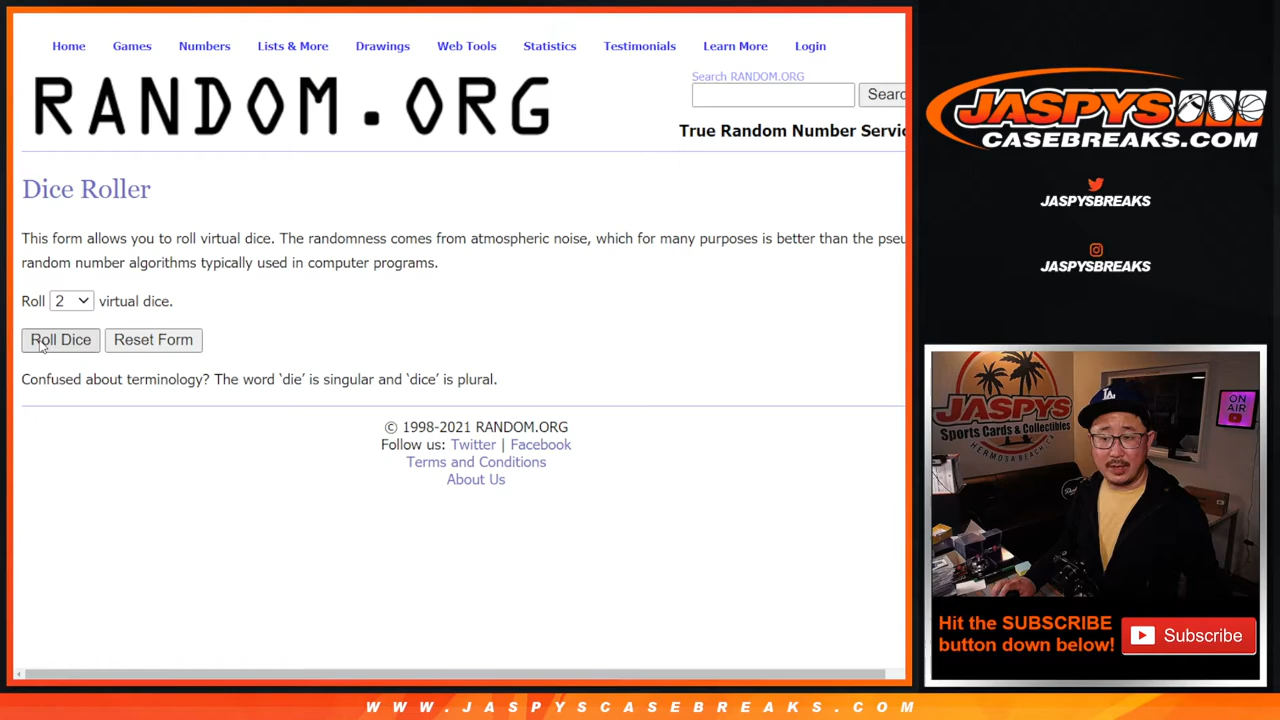 Home Games Numbers Lists & More Drawings Web Tools Statistics Testimonials Learn More Login
RANDOM.ORG
Search RANDOM.ORG
Searc
True Random Number Servic
Dice Roller
This form allows you to roll virtual dice. The randomness comes from atmospheric noise, which for many purposes is better than the pseu
random number algorithms typically used in computer programs.
Roll 2 virtual dice.
Roll Dice Reset Form
Confused about terminology? The word ‘die’ is singular and ‘dice’ is plural.
© 1998-2021 RANDOM.ORG
Follow us: Twitter | Facebook
Terms and Conditions
About Us
JASPYS
CASEBREAKS.COM
JASPYSBREAKS
JASPYSBREAKS
JASPYS
Sports Cards & Collectibles
HERMOSA BEACH, CA
ON
AIR
LA
Hit the SUBSCRIBE
button down below!
Subscribe
WWW.JASPYSCASEBREAKS.COM